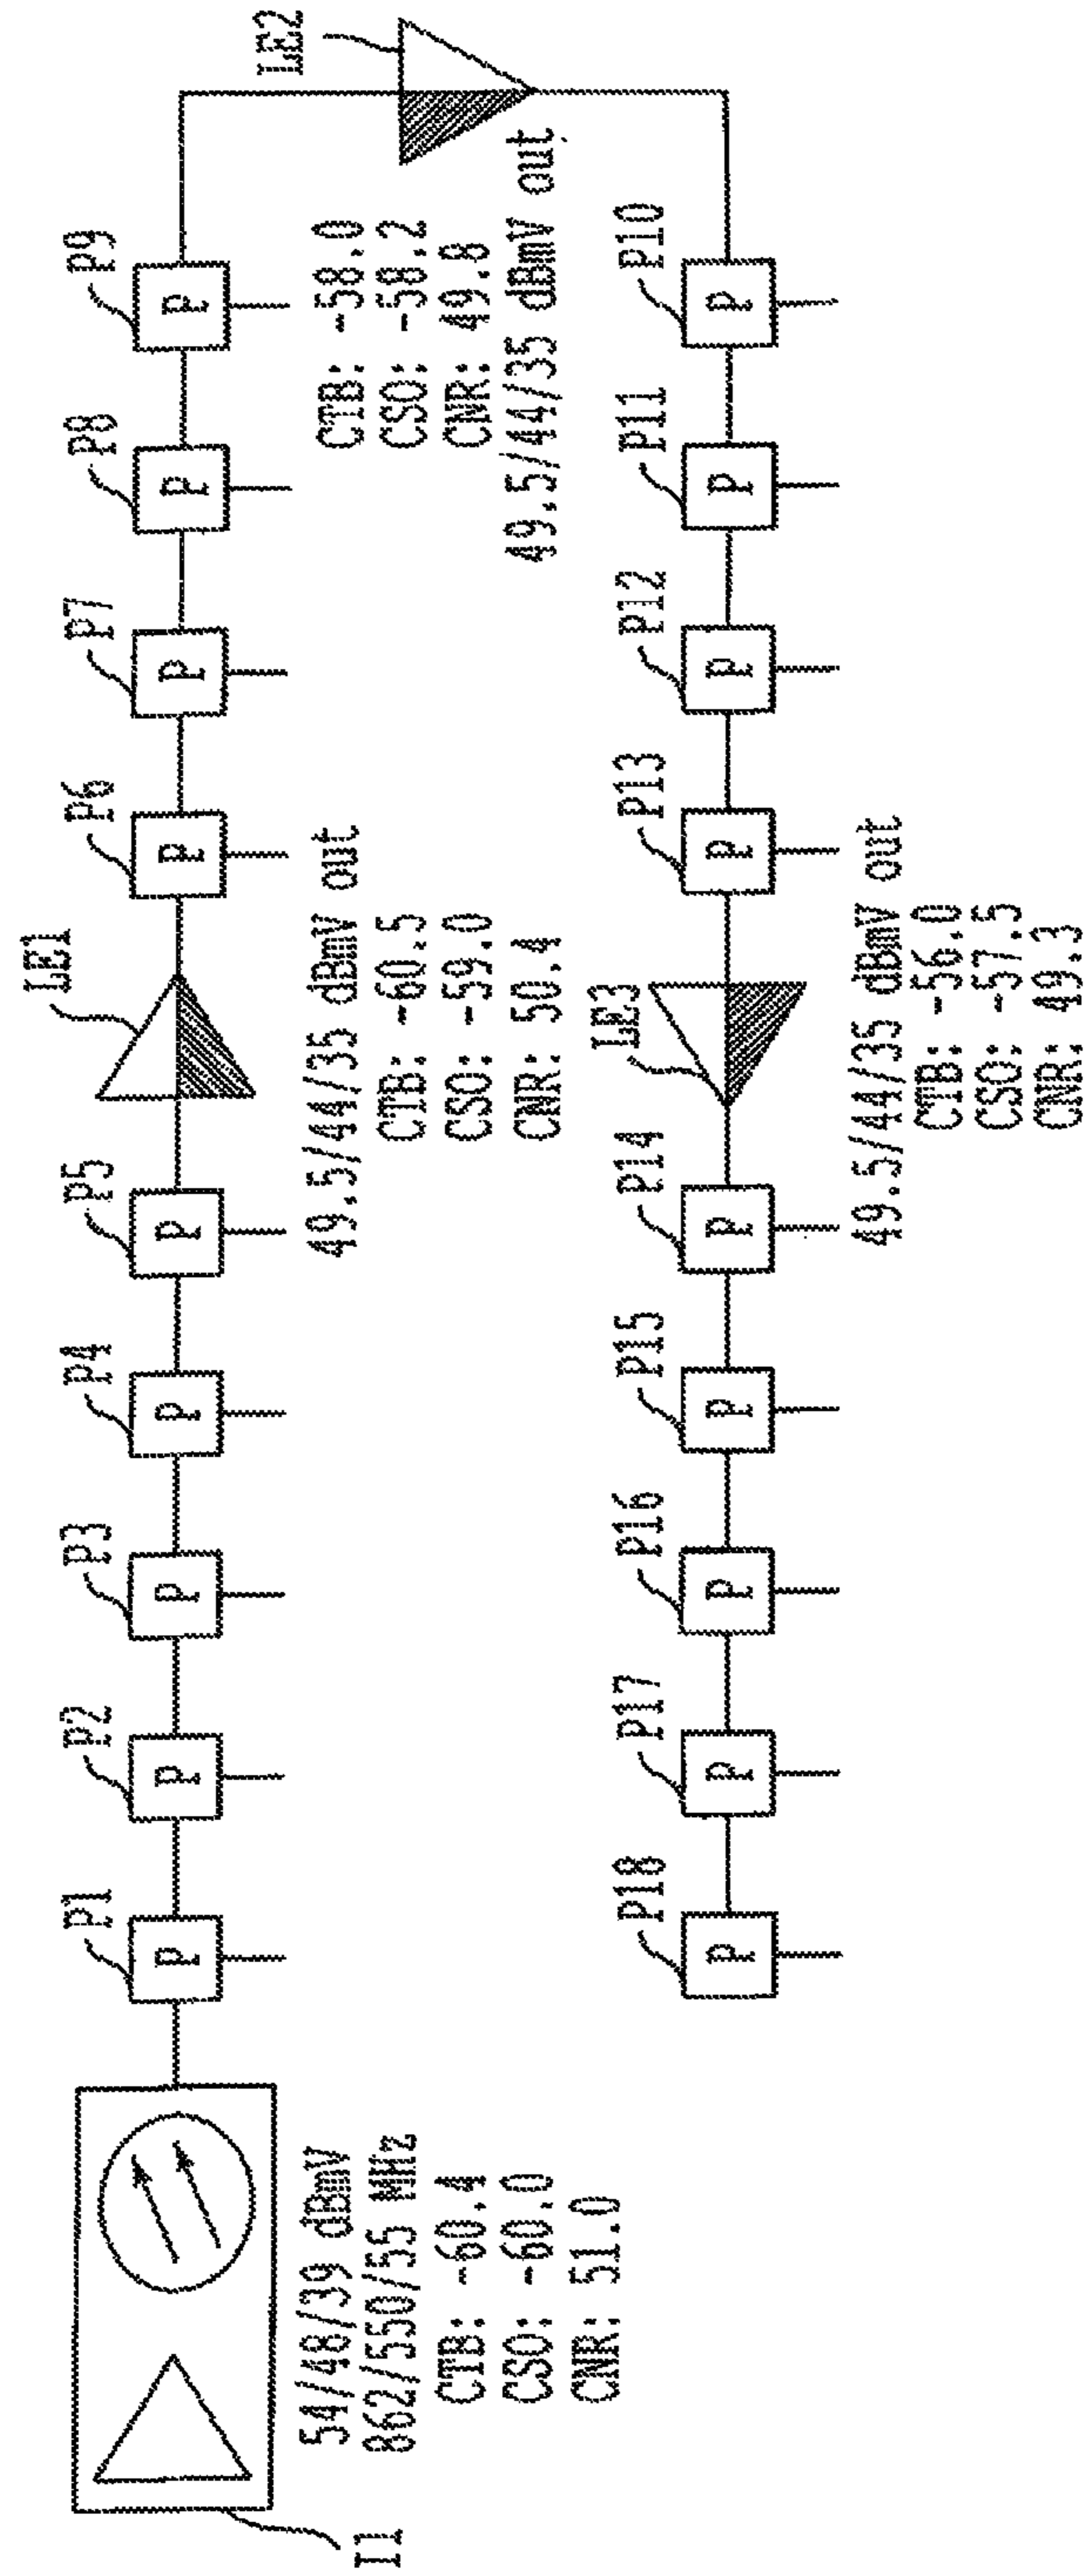 I1
54/48/39 dBmV
862/550/55 MHz
CTB: -60.4
CSO: -60.0
CNR: 51.0
P1
P
P2
P
P3
P
P4
P
P5
P
LE1
49.5/44/35 dBmV out
CTB: -60.5
CSO: -59.0
CNR: 50.4
P6
P
P7
P
P8
P
P9
P
LE2
CTB: -58.0
CSO: -58.2
CNR: 49.8
49.5/44/35 dBmV out
P18
P
P17
P
P16
P
P15
P
P14
P
LE3
49.5/44/35 dBmV out
CTB: -56.0
CSO: -57.5
CNR: 49.3
P13
P
P12
P
P11
P
P10
P